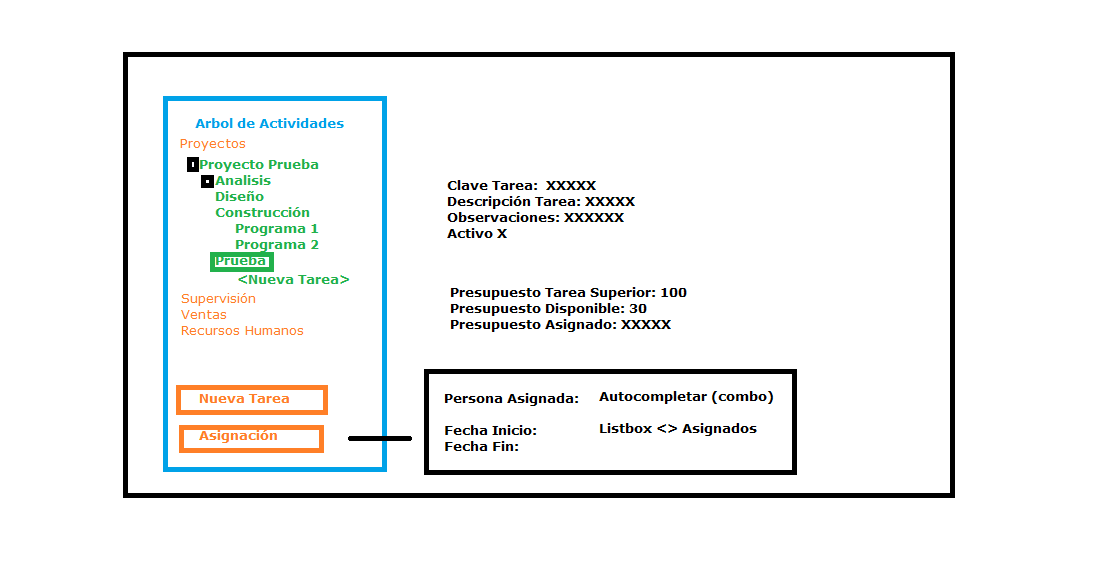 Arbol de Actividades
Proyectos
Proyecto Prueba
Analisis
Diseño
Construcción
Programa 1
Programa 2
Prueba
<Nueva Tarea>
Supervisión
Ventas
Recursos Humanos
Nueva Tarea
Asignación
Clave Tarea:  XXXXX
Descripción Tarea: XXXXX
Observaciones: XXXXXX
Activo X
Presupuesto Tarea Superior: 100
Presupuesto Disponible: 30
Presupuesto Asignado: XXXXX
Persona Asignada: Autocompletar (combo)
Fecha Inicio: Listbox <> Asignados
Fecha Fin: